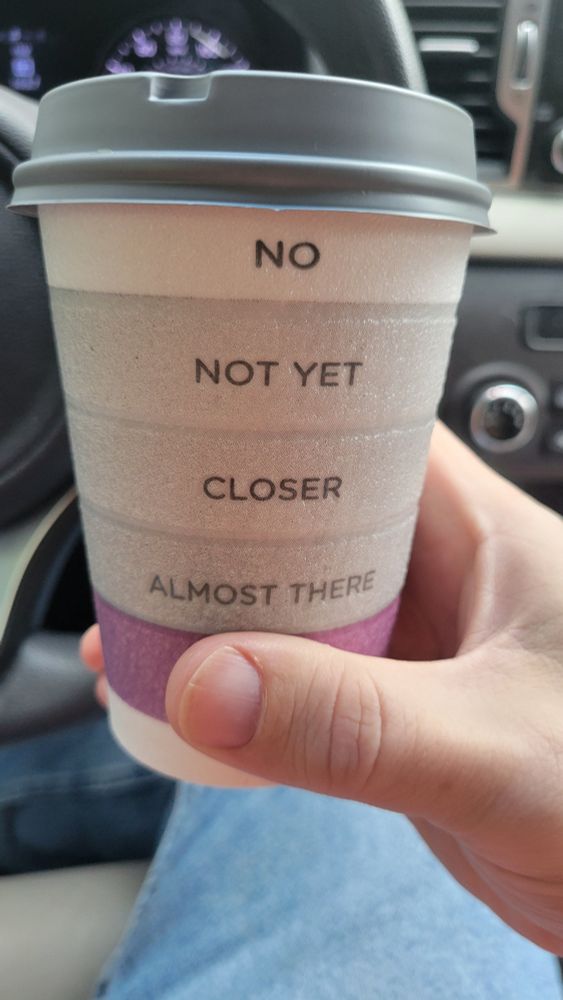 NO
NOT YET
CLOSER
ALMOST THERE